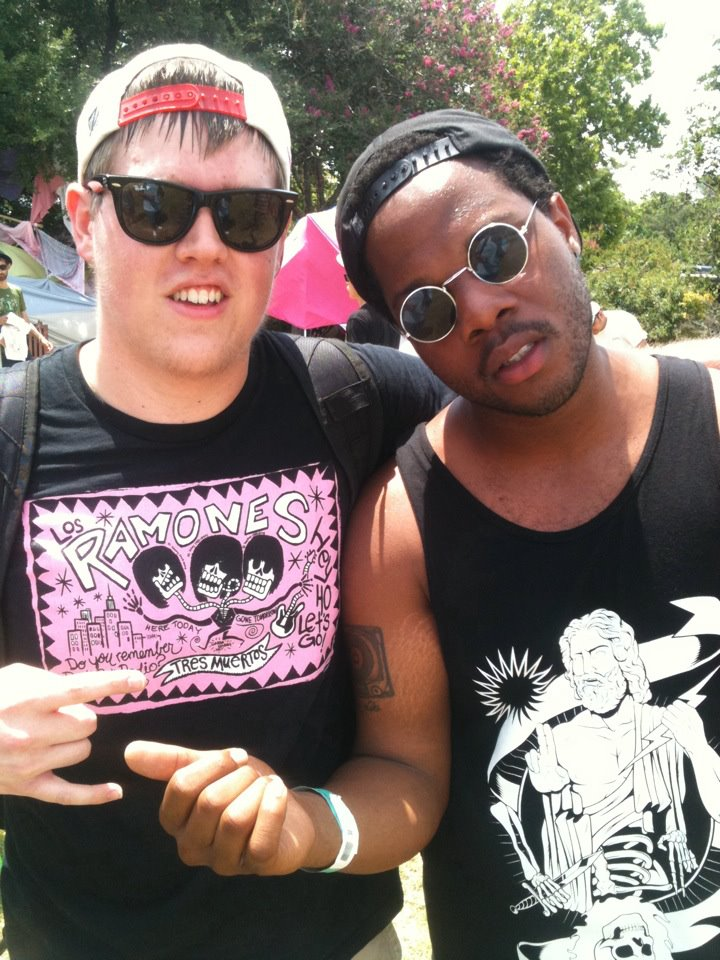 LOS
RAMONES
HEY HO
Let's
GO!
HERE TODAY
GONE TOMORROW
Do you remember
TRES MUERTOS